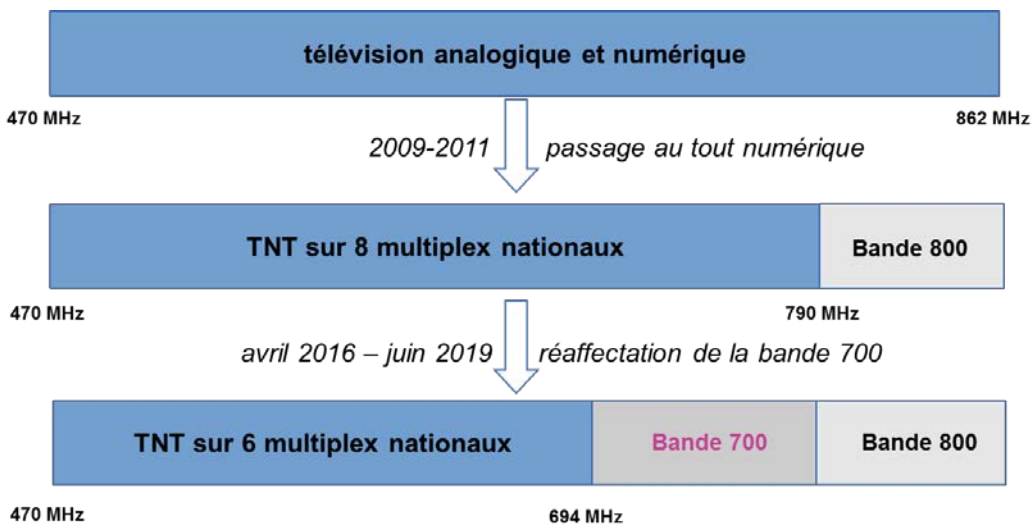 télévision analogique et numérique
470 MHz 862 MHz
2009-2011 passage au tout numérique
TNT sur 8 multiplex nationaux Bande 800
470 MHz 790 MHz
avril 2016 – juin 2019 réaffectation de la bande 700
TNT sur 6 multiplex nationaux Bande 700 Bande 800
470 MHz 694 MHz